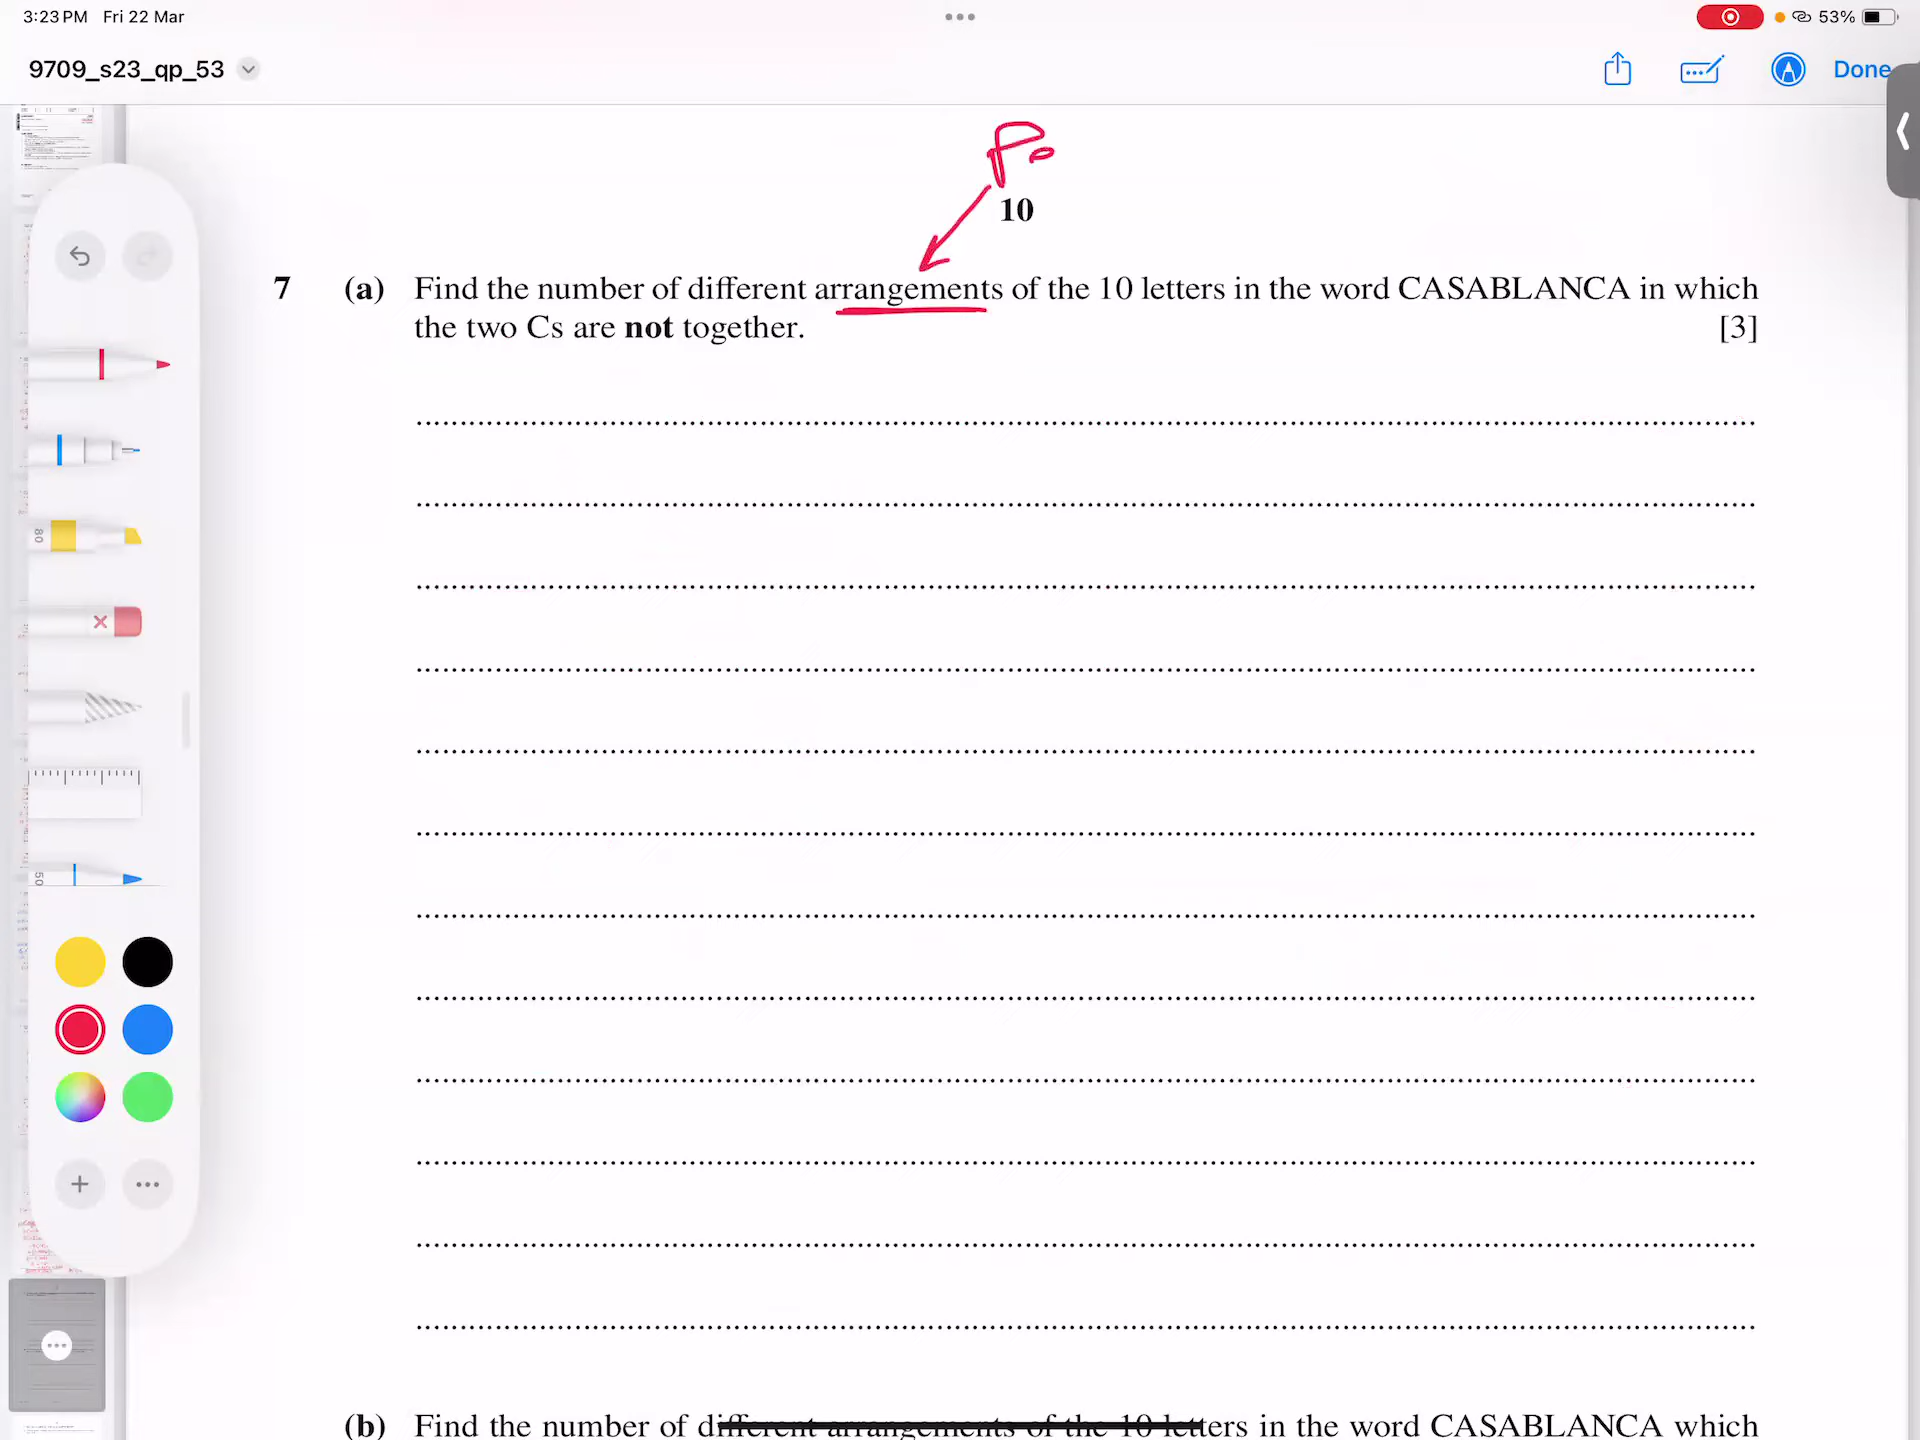 3:23 PM Fri 22 Mar
53%
9709_s23_qp_53
Done
10
7 (a) Find the number of different arrangements of the 10 letters in the word CASABLANCA in which
the two Cs are not together. [3]
80
50
(b) Find the number of different arrangements of the 10 letters in the word CASABLANCA which